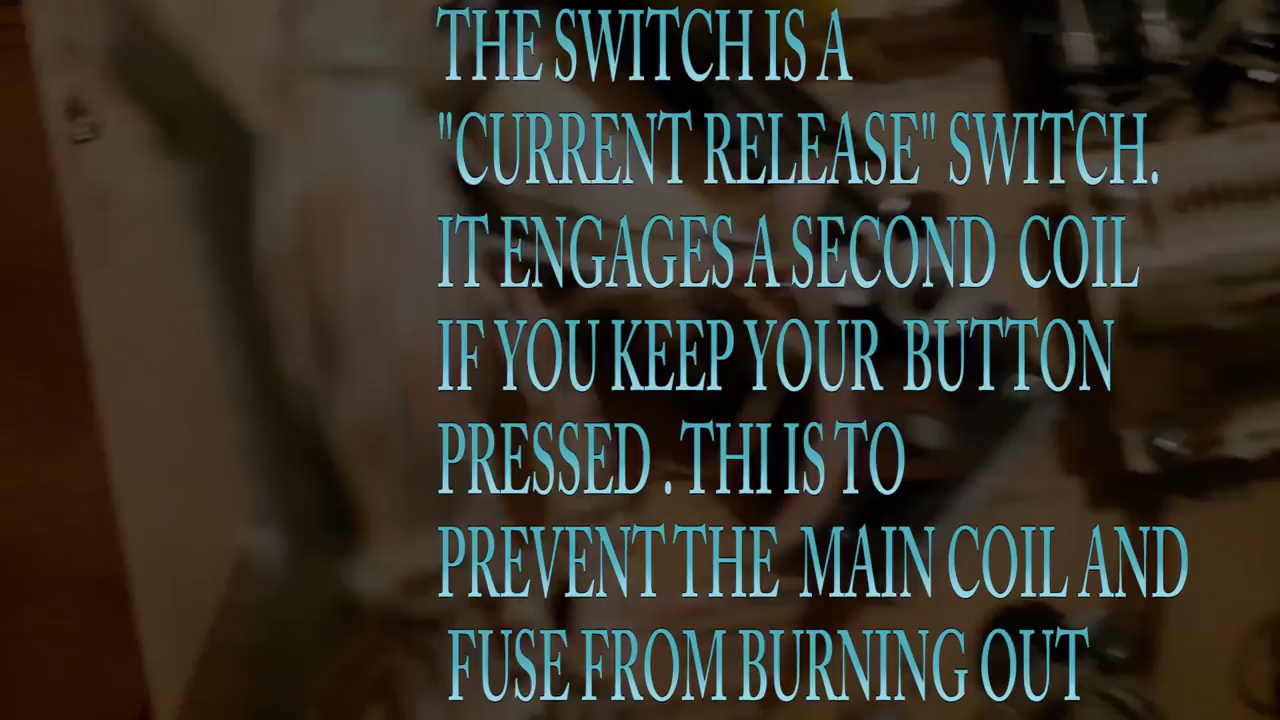 THE SWITCH IS A
"CURRENT RELEASE" SWITCH.
IT ENGAGES A SECOND COIL
IF YOU KEEP YOUR BUTTON
PRESSED . THI IS TO
PREVENT THE MAIN COIL AND
FUSE FROM BURNING OUT